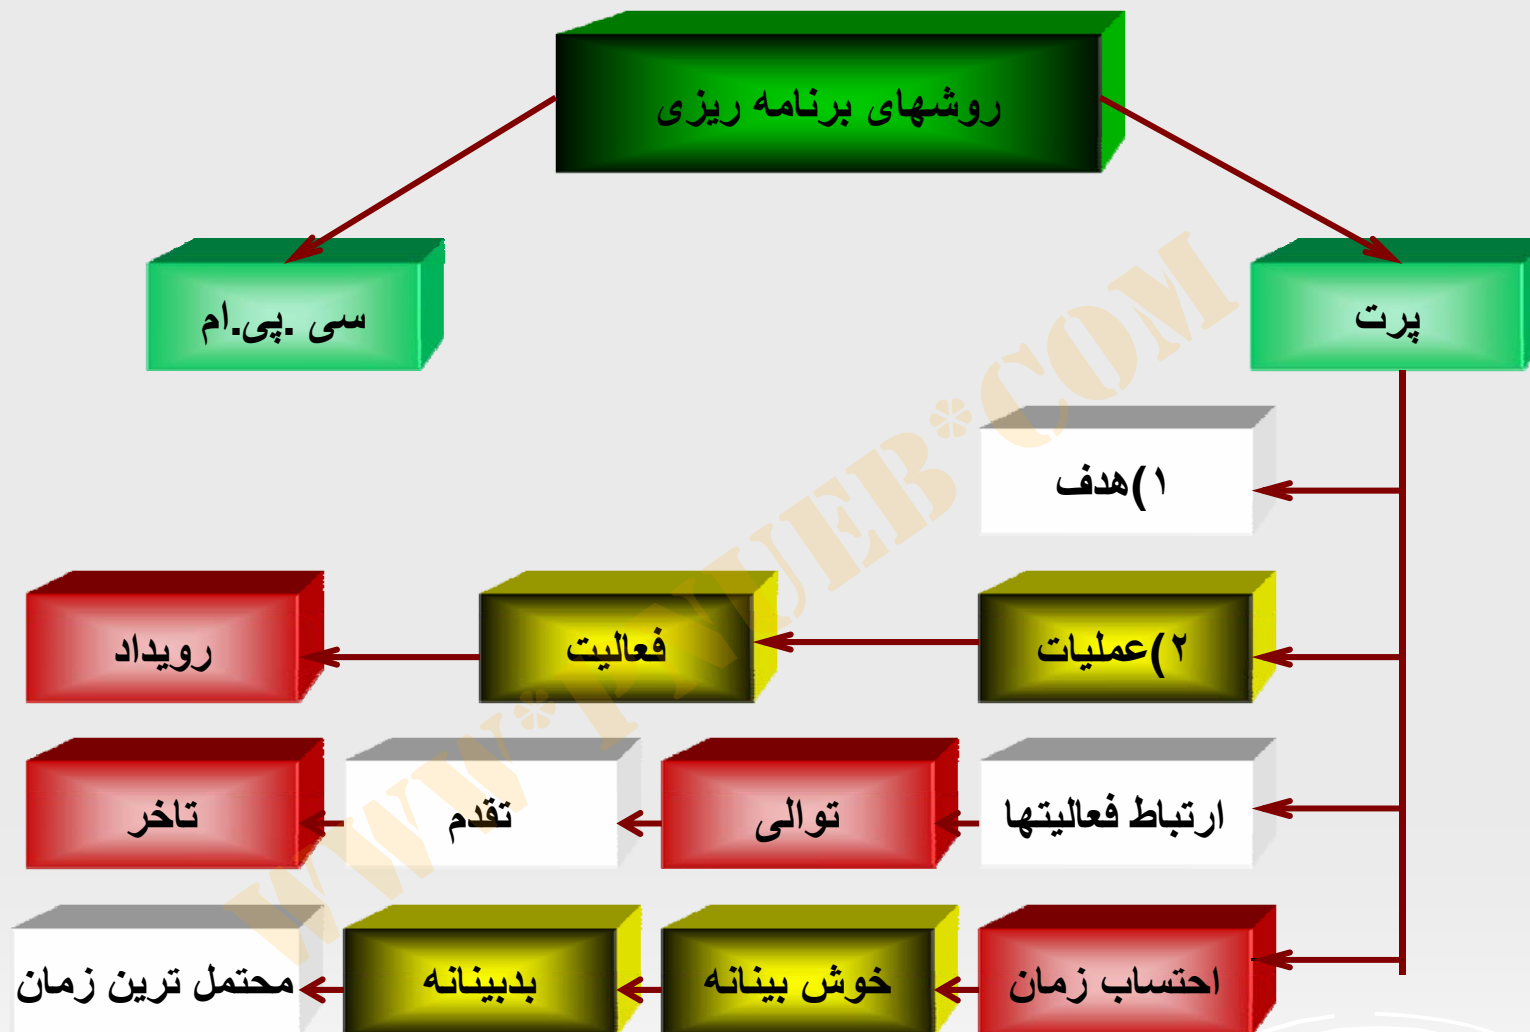 روشهای برنامه ریزی
پرت
سی .پی.ام
۱)هدف
۲)عملیات
فعالیت
رویداد
ارتباط فعالیتها
توالی
تقدم
تاخر
احتساب زمان
خوش بینانه
بدبینانه
محتمل ترین زمان
WWW*PNUEB*COM